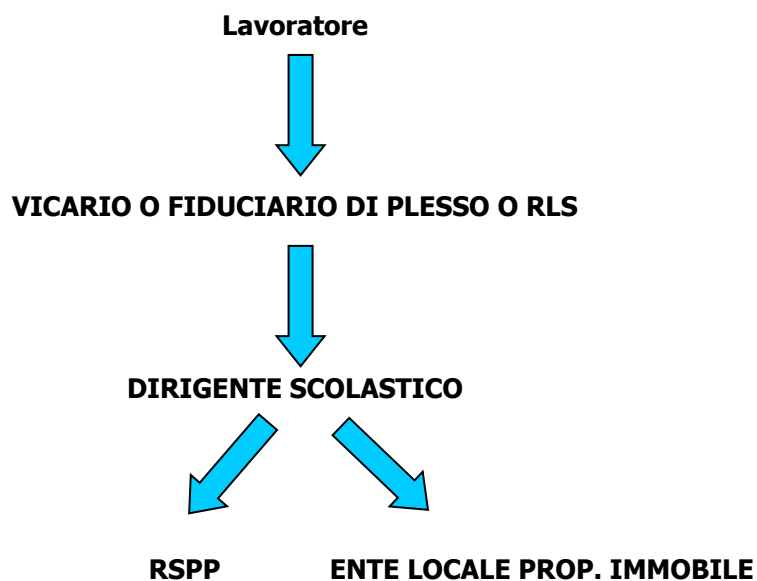 Lavoratore
VICARIO O FIDUCIARIO DI PLESSO O RLS
DIRIGENTE SCOLASTICO
RSPP ENTE LOCALE PROP. IMMOBILE